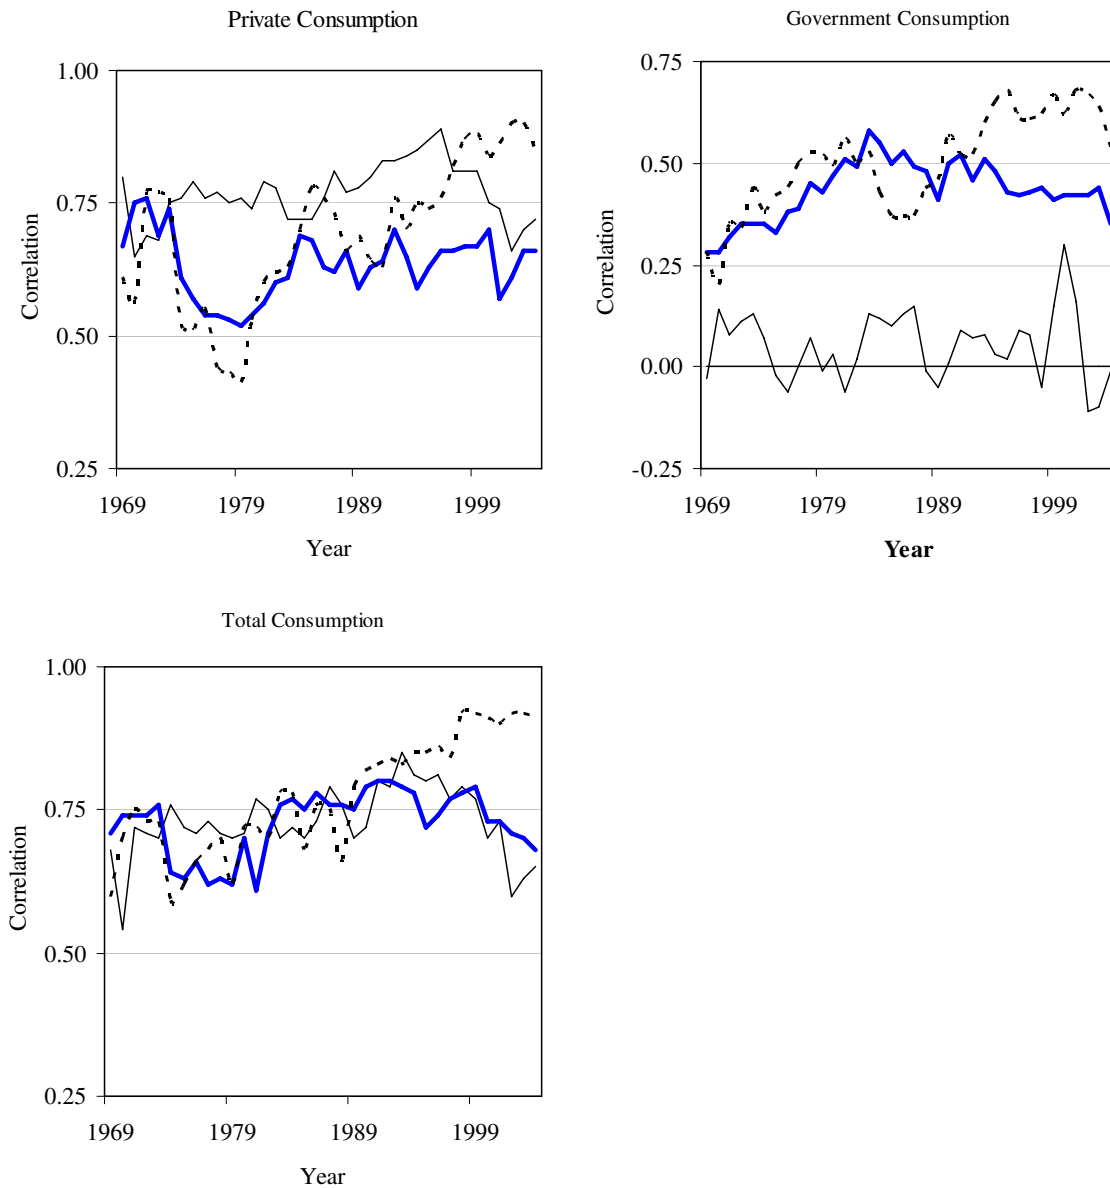 Private Consumption
1.00
0.75
0.50
0.25
Correlation
1969 1979 1989 1999
Year
Government Consumption
0.75
0.50
0.25
0.00
-0.25
Correlation
1969 1979 1989 1999
Year
Total Consumption
1.00
0.75
0.50
0.25
Correlation
1969 1979 1989 1999
Year